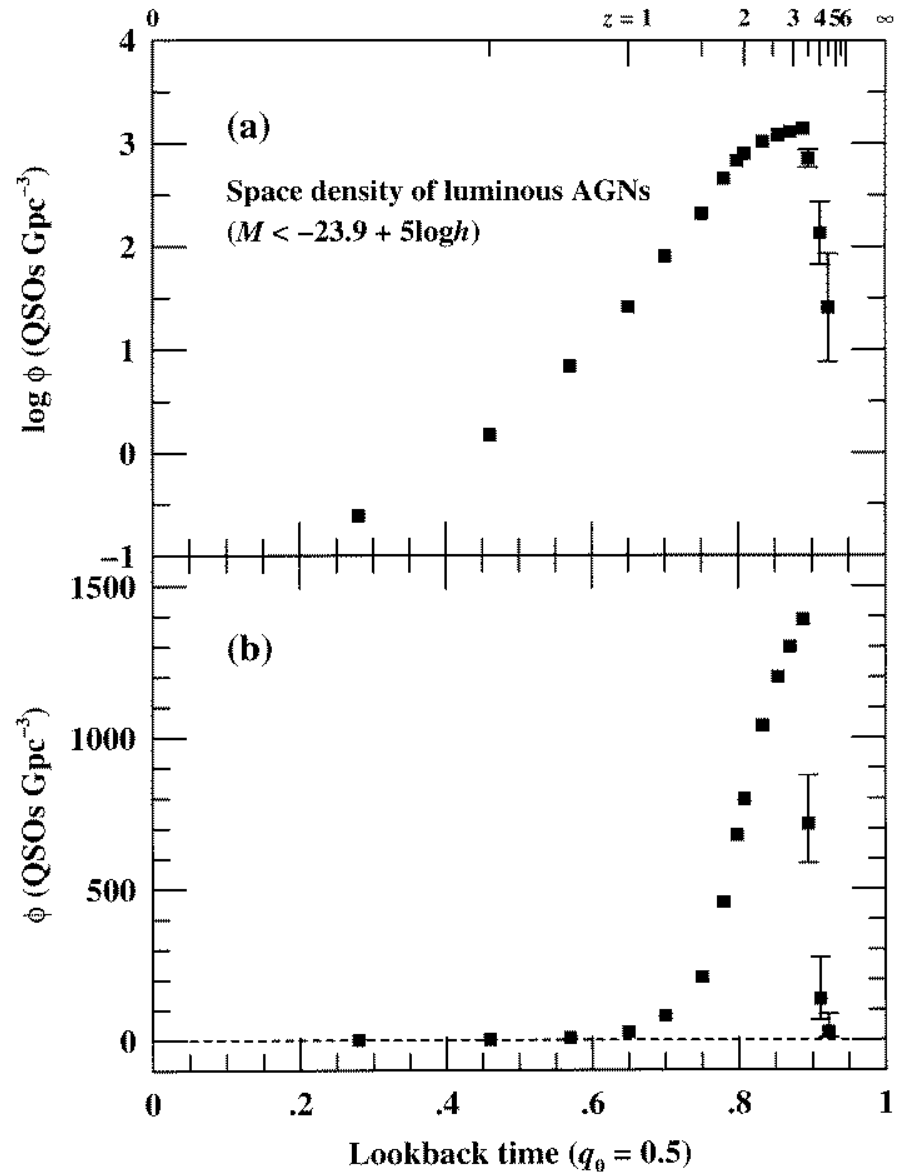 0 z = 1 2 3 4 5 6 ∞
4
(a)
3
Space density of luminous AGNs
(M < −23.9 + 5logh)
2
1
0
−1
log ϕ (QSOs Gpc⁻³)
1500
(b)
1000
500
0
ϕ (QSOs Gpc⁻³)
0 .2 .4 .6 .8 1
Lookback time (q₀ = 0.5)